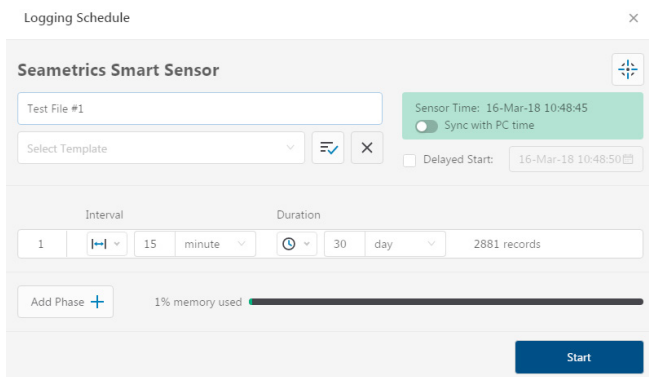 Logging Schedule
Seametrics Smart Sensor
Test File #1
Sensor Time: 16-Mar-18 10:48:45
Sync with PC time
Select Template
Delayed Start: 16-Mar-18 10:48:50
Interval Duration
1 15 minute 30 day 2881 records
Add Phase 1% memory used
Start